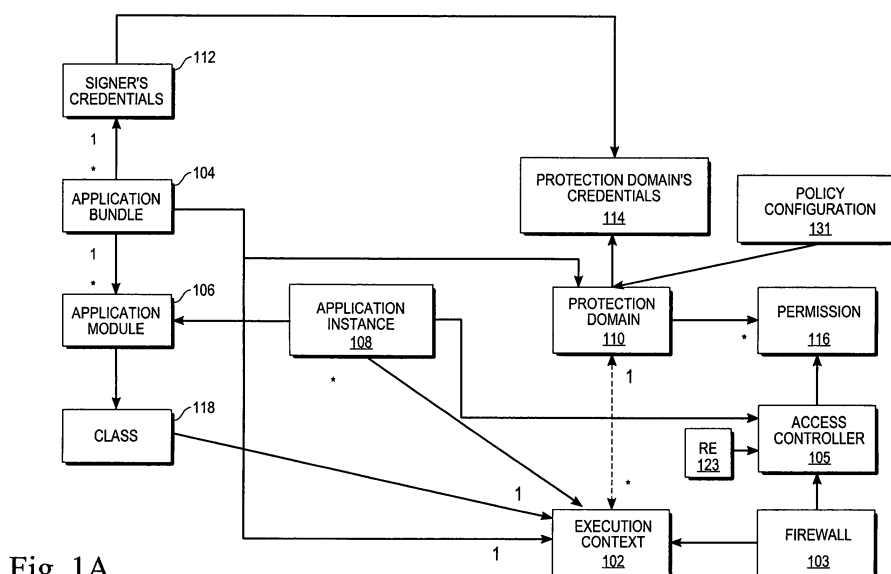 112
SIGNER'S
CREDENTIALS
1
*
104
APPLICATION
BUNDLE
PROTECTION DOMAIN'S
CREDENTIALS
114
POLICY
CONFIGURATION
131
1
*
106
APPLICATION
MODULE
APPLICATION
INSTANCE
108
*
PROTECTION
DOMAIN
110
1
*
PERMISSION
116
118
CLASS
RE
123
ACCESS
CONTROLLER
105
*
1
1
EXECUTION
CONTEXT
102
FIREWALL
103
Fig. 1A